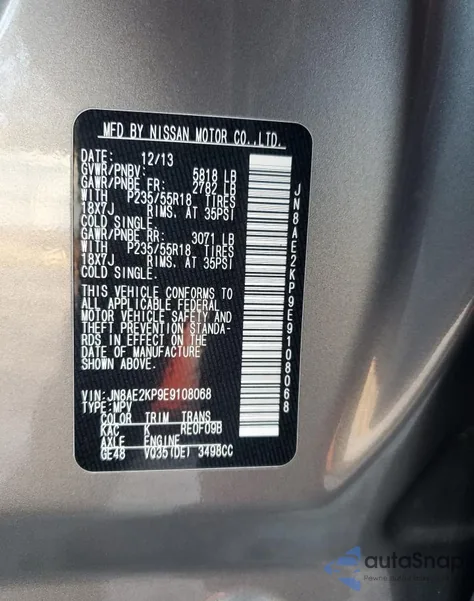 MFD BY NISSAN MOTOR CO.,LTD.
DATE: 12/13
GVWR/PNBV: 5818 LB
GAWR/PNBE FR: 2782 LB
WITH P235/55R18 TIRES
18X7J RIMS. AT 35PSI
COLD SINGLE.
GAWR/PNBE RR: 3071 LB
WITH P235/55R18 TIRES
18X7J RIMS. AT 35PSI
COLD SINGLE.
THIS VEHICLE CONFORMS TO
ALL APPLICABLE FEDERAL
MOTOR VEHICLE SAFETY AND
THEFT PREVENTION STANDA-
RDS IN EFFECT ON THE
DATE OF MANUFACTURE
SHOWN ABOVE.
VIN:JN8AE2KP9E9108068
TYPE:MPV
COLOR TRIM TRANS
KAC K RE0F09B
AXLE ENGINE
GE48 VQ35(DE) 3498CC
JN8AE2KP9E9108068
autaSnap